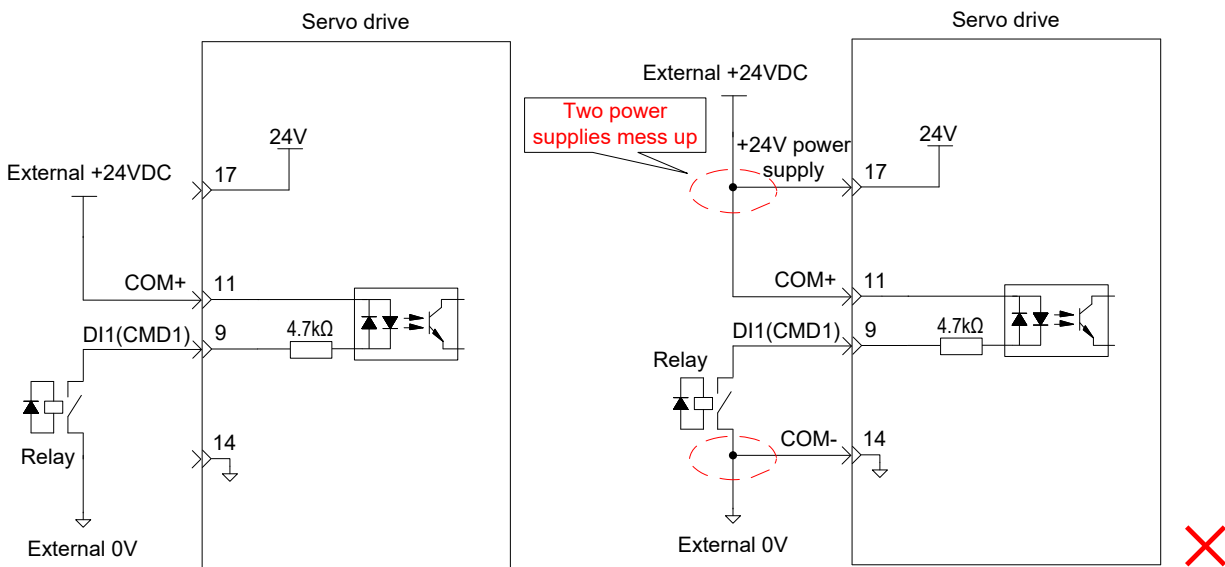 Servo drive
24V
External +24VDC
17
COM+
11
DI1(CMD1)
9
4.7kΩ
Relay
14
External 0V
Servo drive
External +24VDC
Two power
supplies mess up
24V
+24V power
supply
17
COM+
11
DI1(CMD1)
9
4.7kΩ
Relay
COM-
14
External 0V